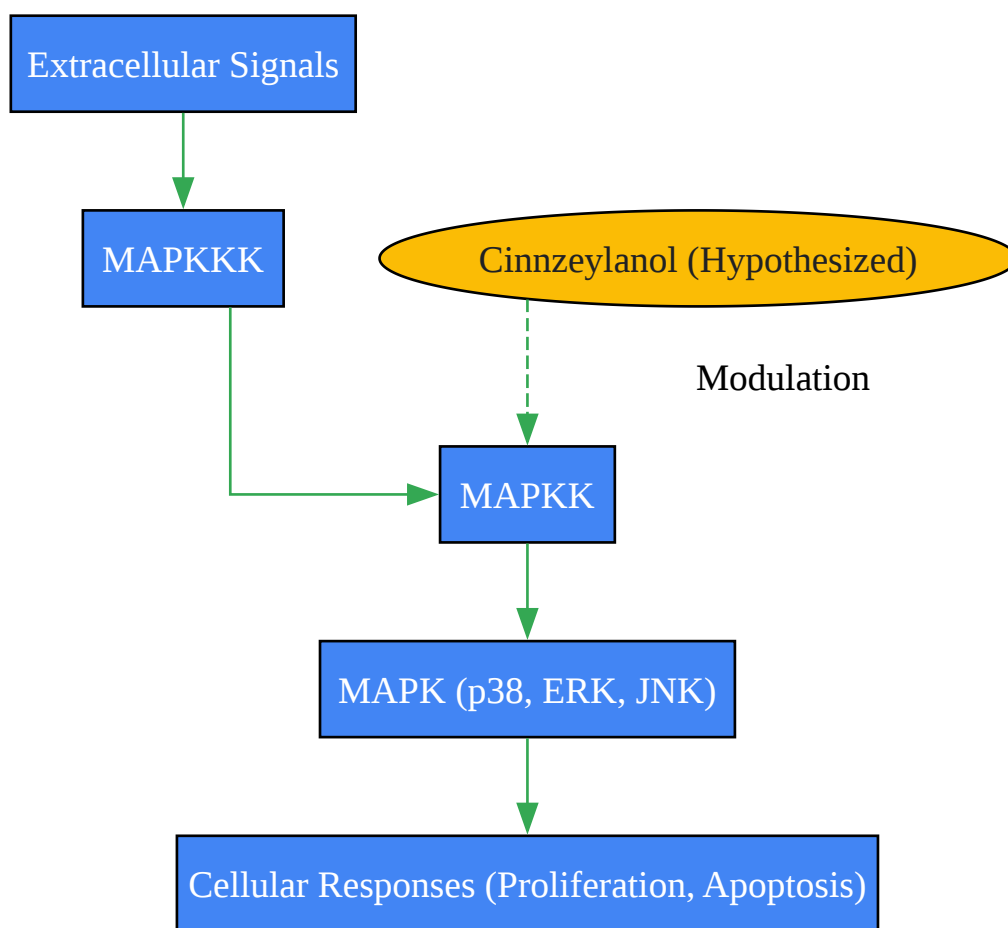 Extracellular Signals
MAPKKK
Cinnzeylanol (Hypothesized)
Modulation
MAPKK
MAPK (p38, ERK, JNK)
Cellular Responses (Proliferation, Apoptosis)